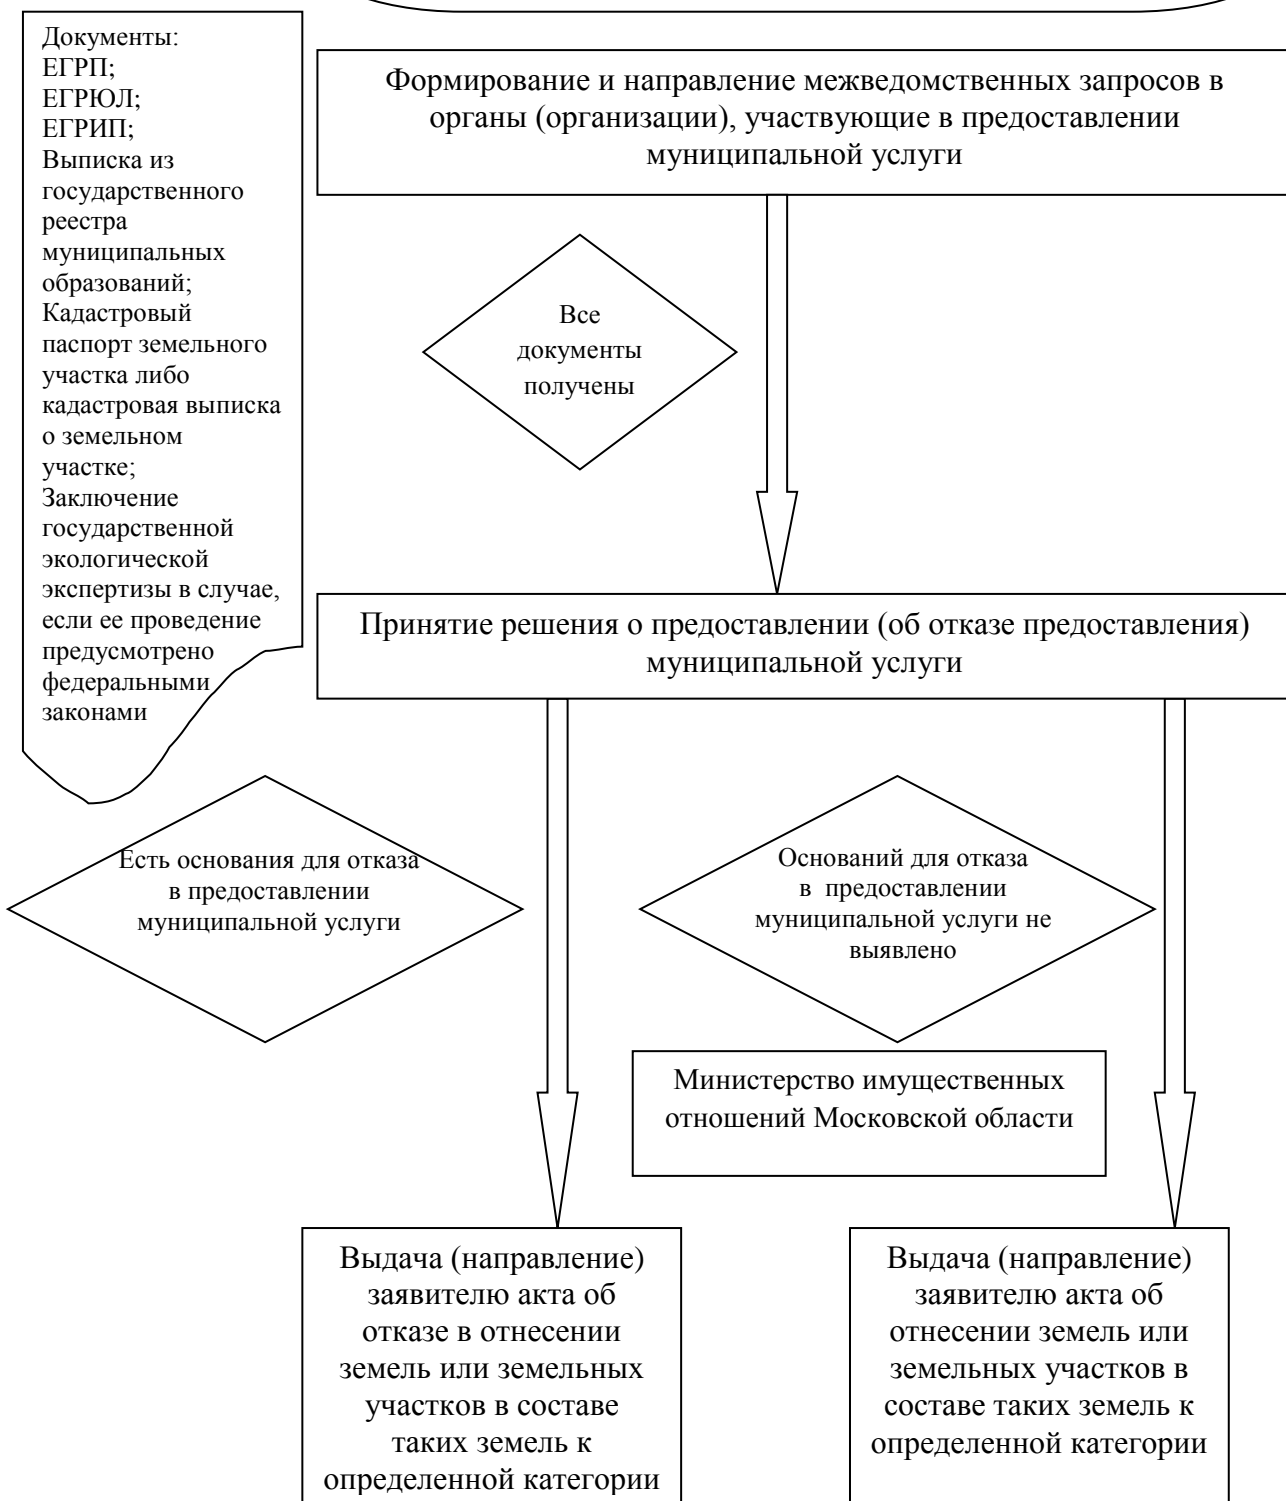 Документы:
ЕГРП;
ЕГРЮЛ;
ЕГРИП;
Выписка из
государственного
реестра
муниципальных
образований;
Кадастровый
паспорт земельного
участка либо
кадастровая выписка
о земельном
участке;
Заключение
государственной
экологической
экспертизы в случае,
если ее проведение
предусмотрено
федеральными
законами
Формирование и направление межведомственных запросов в
органы (организации), участвующие в предоставлении
муниципальной услуги
Все
документы
получены
Принятие решения о предоставлении (об отказе предоставления)
муниципальной услуги
Есть основания для отказа
в предоставлении
муниципальной услуги
Оснований для отказа
в предоставлении
муниципальной услуги не
выявлено
Министерство имущественных
отношений Московской области
Выдача (направление)
заявителю акта об
отказе в отнесении
земель или земельных
участков в составе
таких земель к
определенной категории
Выдача (направление)
заявителю акта об
отнесении земель или
земельных участков в
составе таких земель к
определенной категории